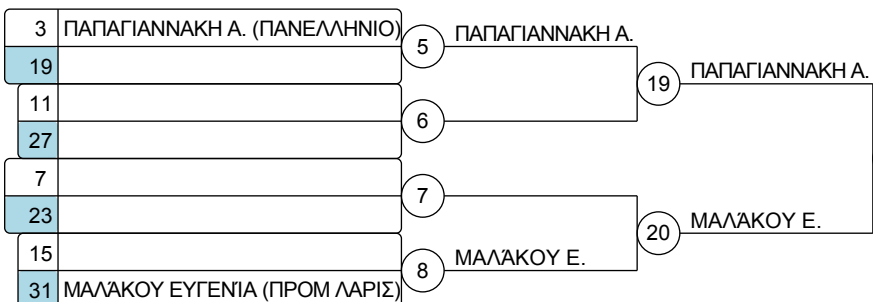 3 ΠΑΠΑΓΙΑΝΝΑΚΗ Α. (ΠΑΝΕΛΛΗΝΙΟ)
5 ΠΑΠΑΓΙΑΝΝΑΚΗ Α.
19
19 ΠΑΠΑΓΙΑΝΝΑΚΗ Α.
11
6
27
7
7
23
20 ΜΑΛΆΚΟΥ Ε.
15
8 ΜΑΛΆΚΟΥ Ε.
31 ΜΑΛΆΚΟΥ ΕΥΓΕΝΊΑ (ΠΡΟΜ ΛΑΡΙΣ)